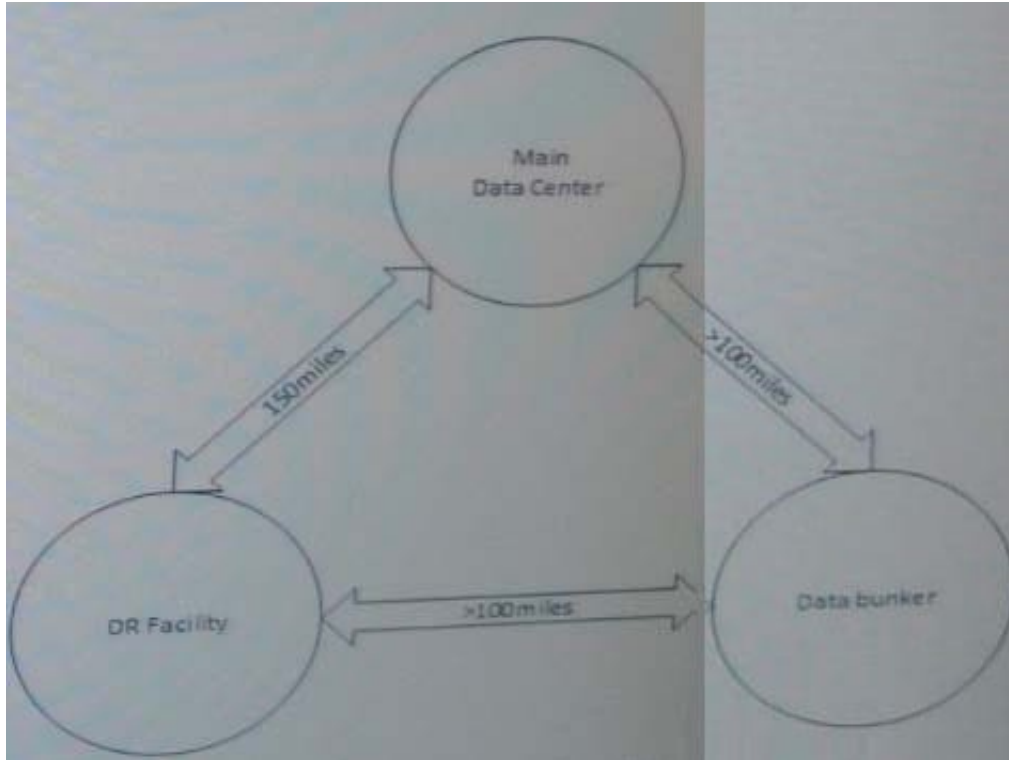 Main
Data Center
150miles
>100miles
DR Facility
>100miles
Data bunker